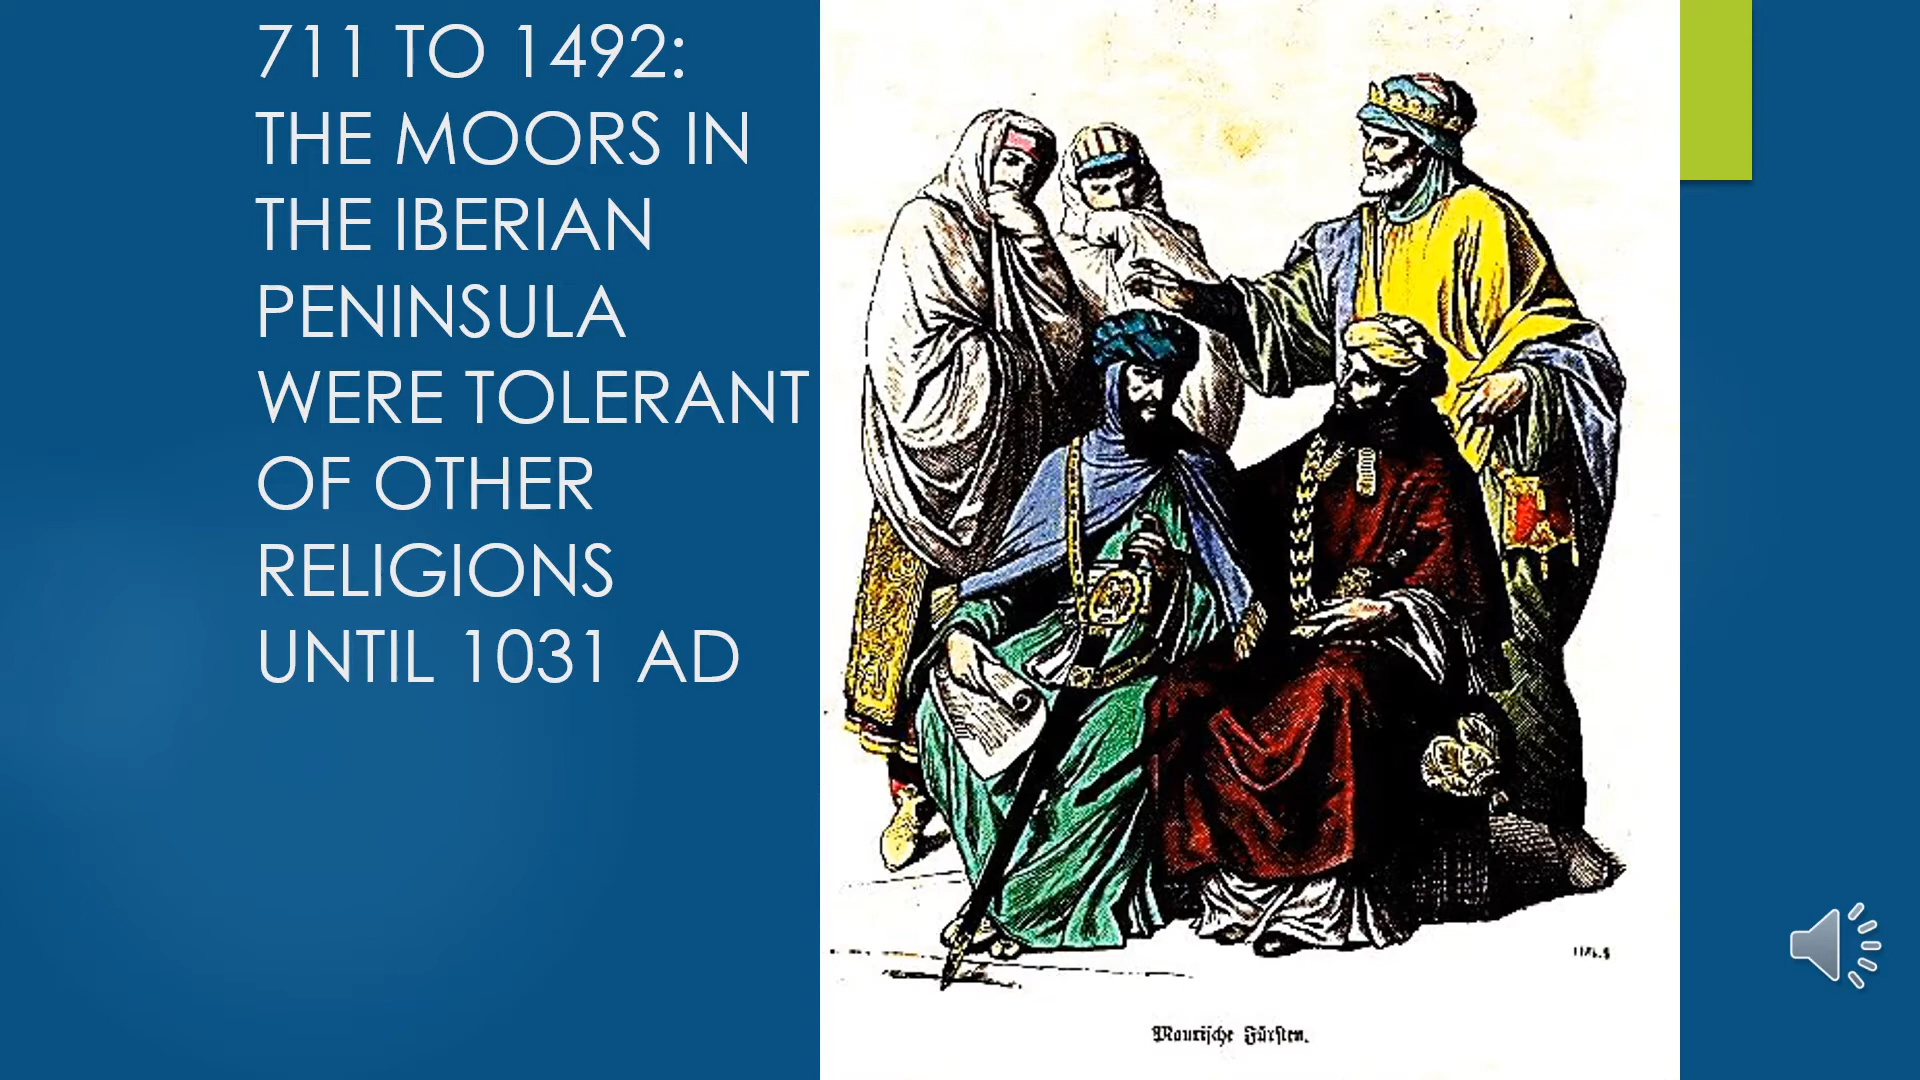 711 TO 1492:
THE MOORS IN
THE IBERIAN
PENINSULA
WERE TOLERANT
OF OTHER
RELIGIONS
UNTIL 1031 AD
Maurische Fürsten.